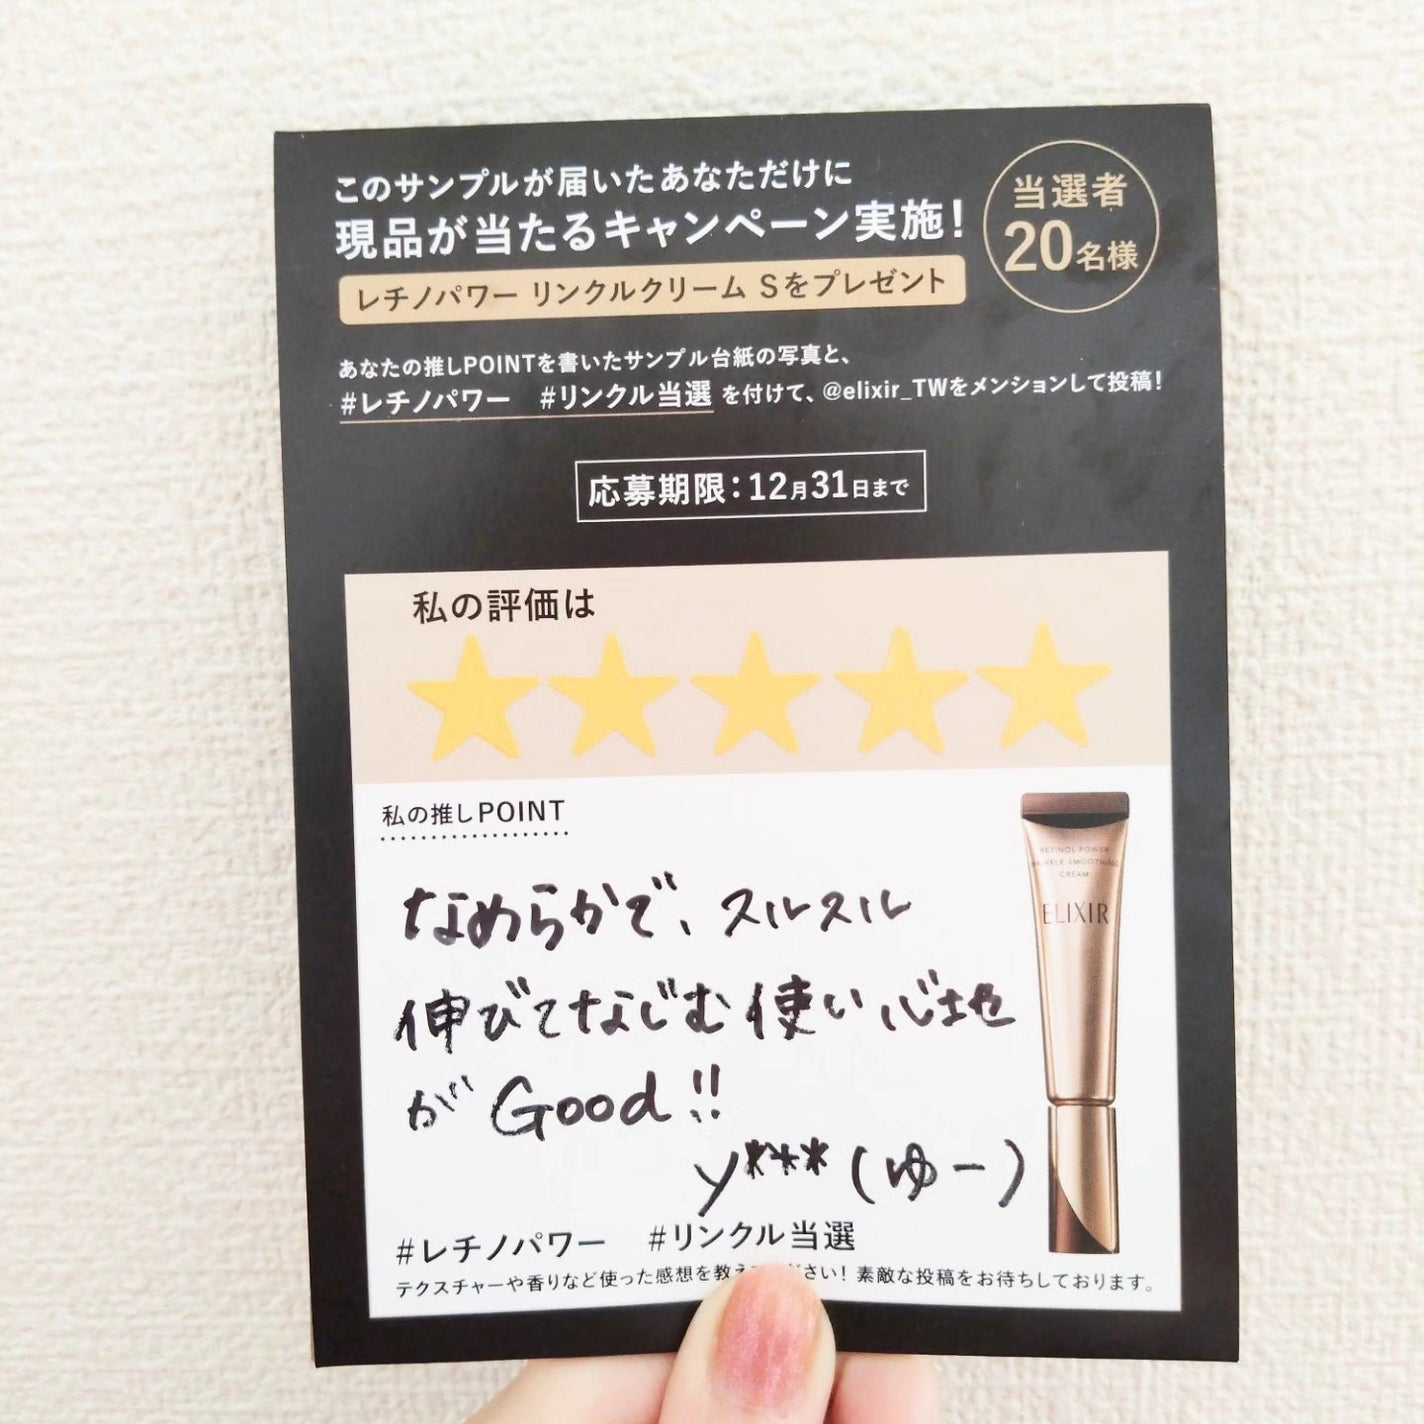 このサンプルが届いたあなただけに
現品が当たるキャンペーン実施!
当選者
20名様
レチノパワー リンクルクリーム Sをプレゼント
あなたの推しPOINTを書いたサンプル台紙の写真と、
#レチノパワー #リンクル当選 を付けて、@elixir_TWをメンションして投稿!
応募期限:12月31日まで
私の評価は
私の推しPOINT
RETINOL POWER
WRINKLE SMOOTHING
CREAM
ELIXIR
なめらかで、スルスル
伸びてなじむ使い心地
がGood!!
y***(ゆー)
#レチノパワー #リンクル当選
テクスチャーや香りなど使った感想を教え ださい! 素敵な投稿をお待ちしております。